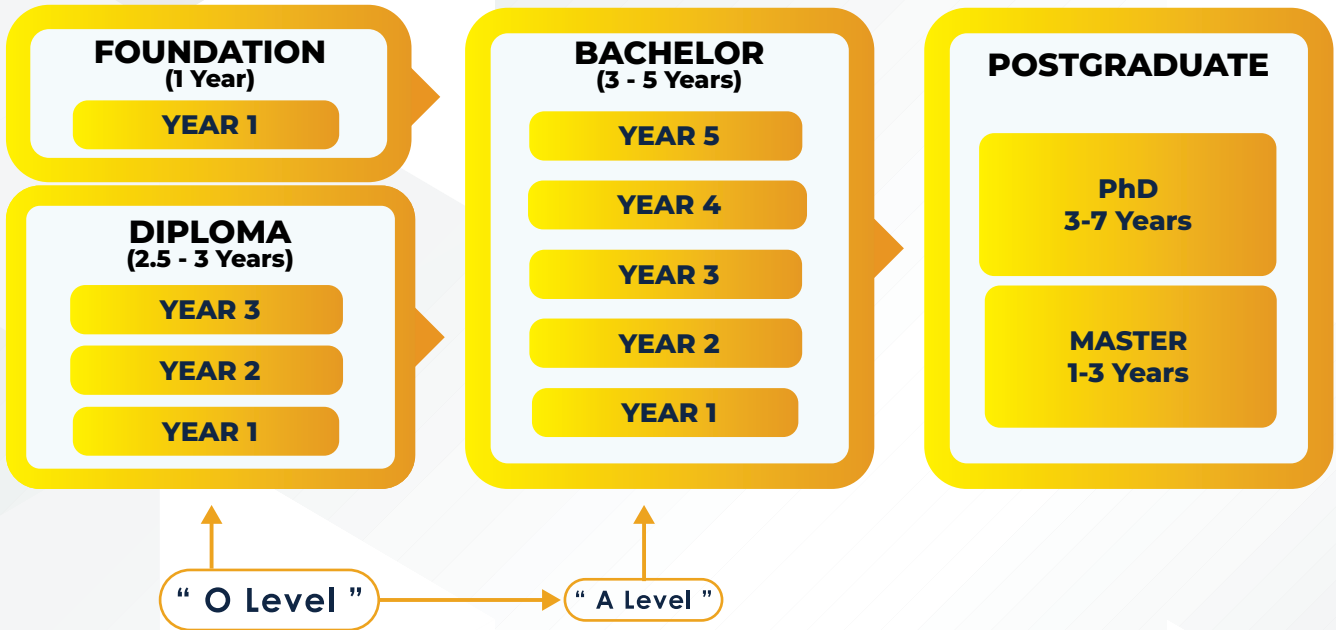 FOUNDATION
(1 Year)
YEAR 1
DIPLOMA
(2.5 - 3 Years)
YEAR 3
YEAR 2
YEAR 1
BACHELOR
(3 - 5 Years)
YEAR 5
YEAR 4
YEAR 3
YEAR 2
YEAR 1
POSTGRADUATE
PhD
3-7 Years
MASTER
1-3 Years
“ O Level ”
“ A Level ”